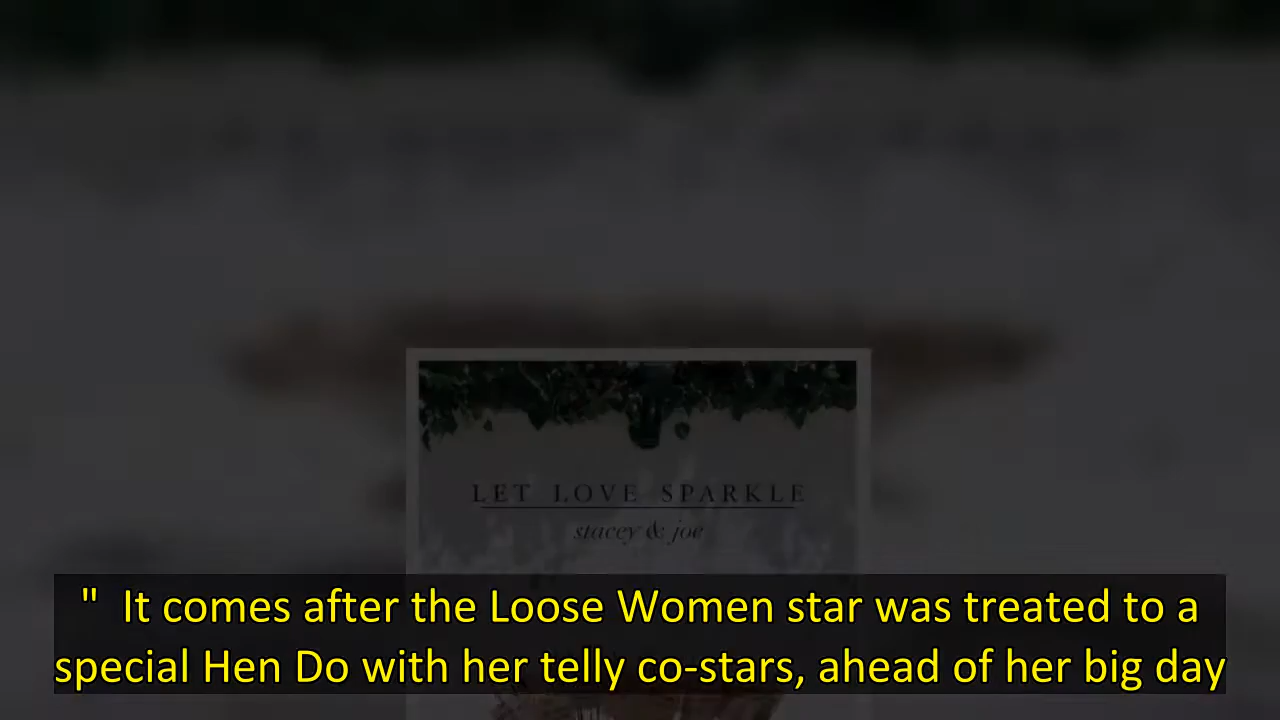 LET LOVE SPARKLE
stacey & joe
" It comes after the Loose Women star was treated to a
special Hen Do with her telly co-stars, ahead of her big day